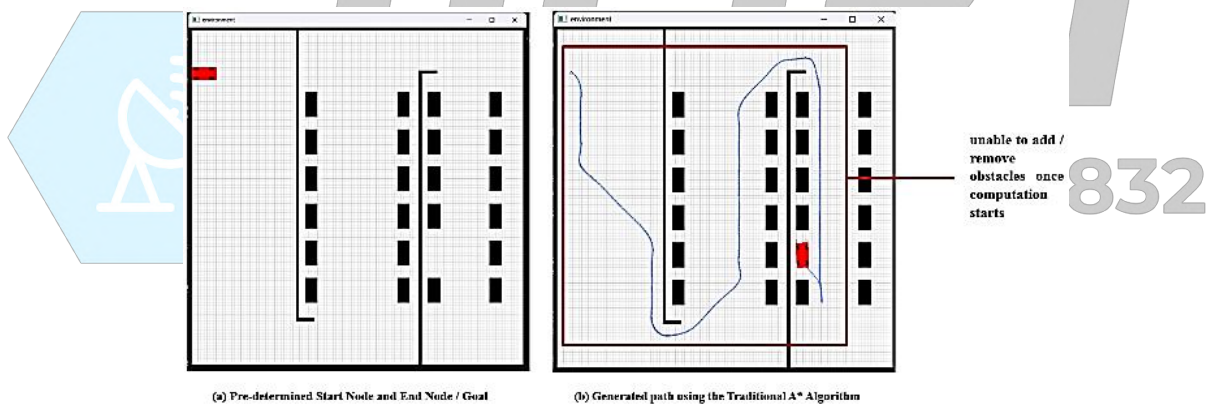 environment
environment
unable to add /
remove
obstacles once
computation
starts
832
(a) Pre-determined Start Node and End Node / Goal
(b) Generated path using the Traditional A* Algorithm